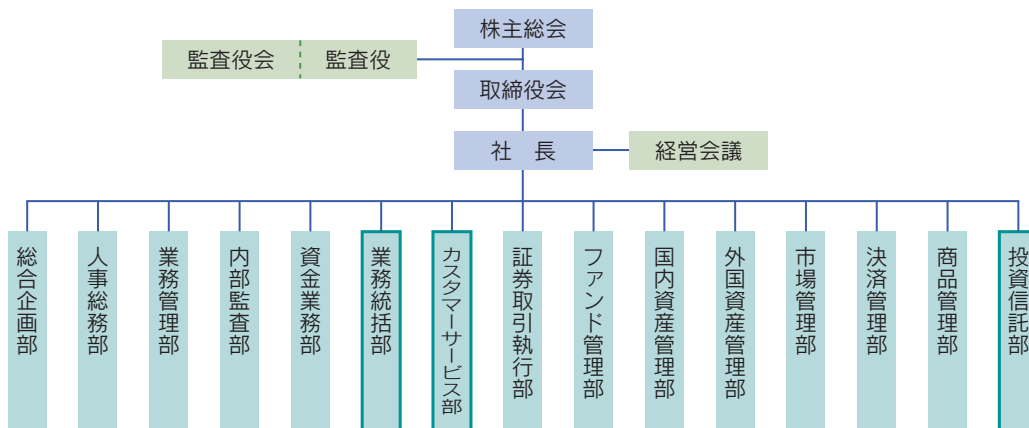 株主総会
監査役会
監査役
取締役会
社　長
経営会議
総合企画部
人事総務部
業務管理部
内部監査部
資金業務部
業務統括部
カスタマーサービス部
証券取引執行部
ファンド管理部
国内資産管理部
外国資産管理部
市場管理部
決済管理部
商品管理部
投資信託部